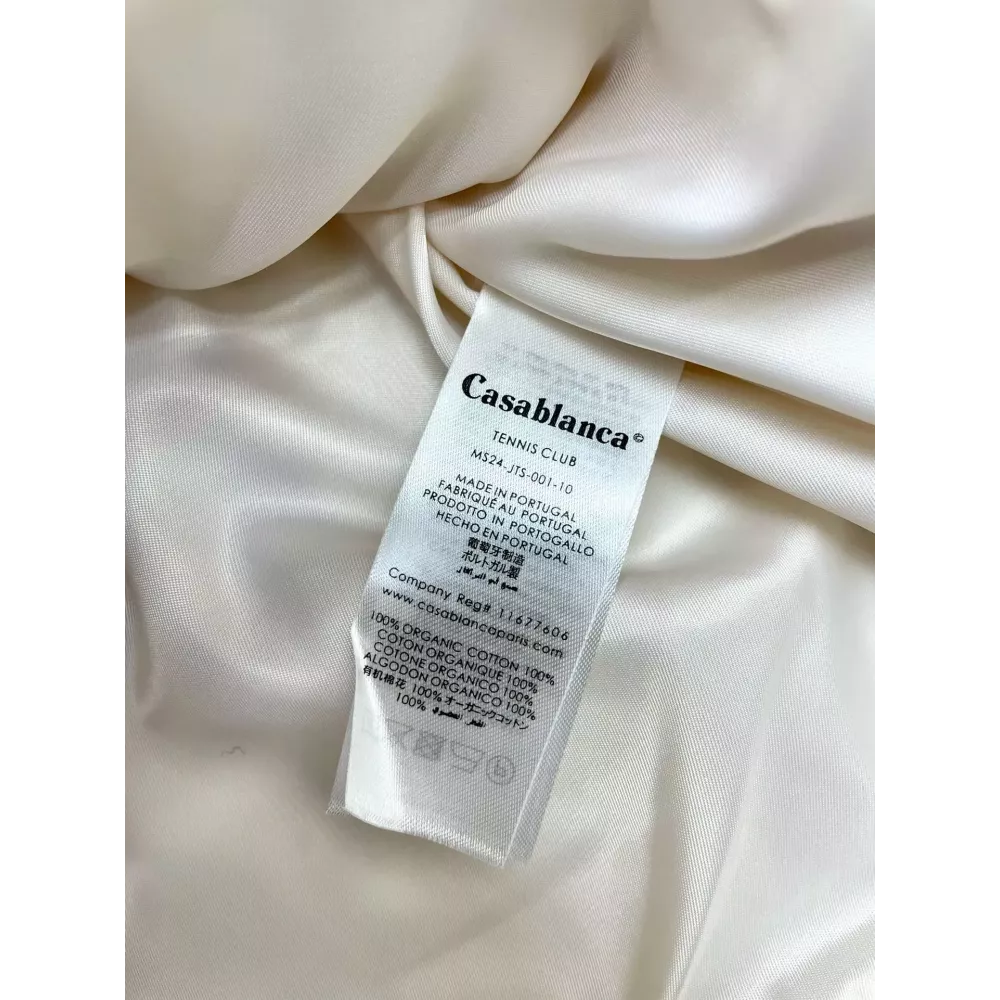 Casablanca©
TENNIS CLUB
MS24-JTS-001-10
MADE IN PORTUGAL
FABRIQUÉ AU PORTUGAL
PRODOTTO IN PORTOGALLO
HECHO EN PORTUGAL
葡萄牙制造
ポルトガル製
Company Reg# 11627606
www.casablancaparis.com
100% ORGANIC COTTON 100%
COTON ORGANIQUE 100%
COTONE ORGANICO 100%
ALGODON ORGANICO 100%
有机棉花 100% オーガニックコットン
100%